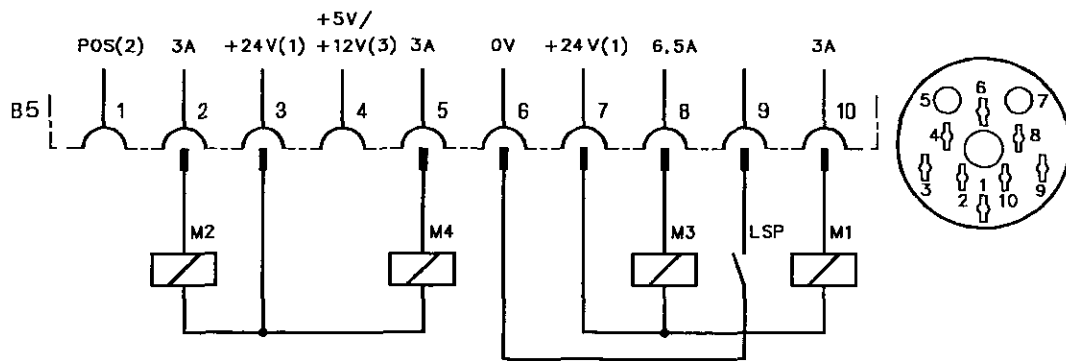 +5V/
POS(2) 3A +24V(1) +12V(3) 3A 0V +24V(1) 6,5A 3A
B5 1 2 3 4 5 6 7 8 9 10
M2 M4 M3 LSP M1
6
5 7
4 8
3 2 1 10 9